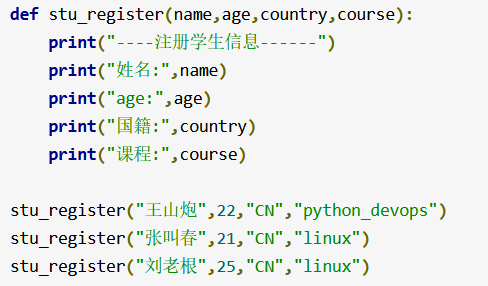 def stu_register(name,age,country,course):
    print("----注册学生信息------")
    print("姓名:",name)
    print("age:",age)
    print("国籍:",country)
    print("课程:",course)

stu_register("王山炮",22,"CN","python_devops")
stu_register("张叫春",21,"CN","linux")
stu_register("刘老根",25,"CN","linux")